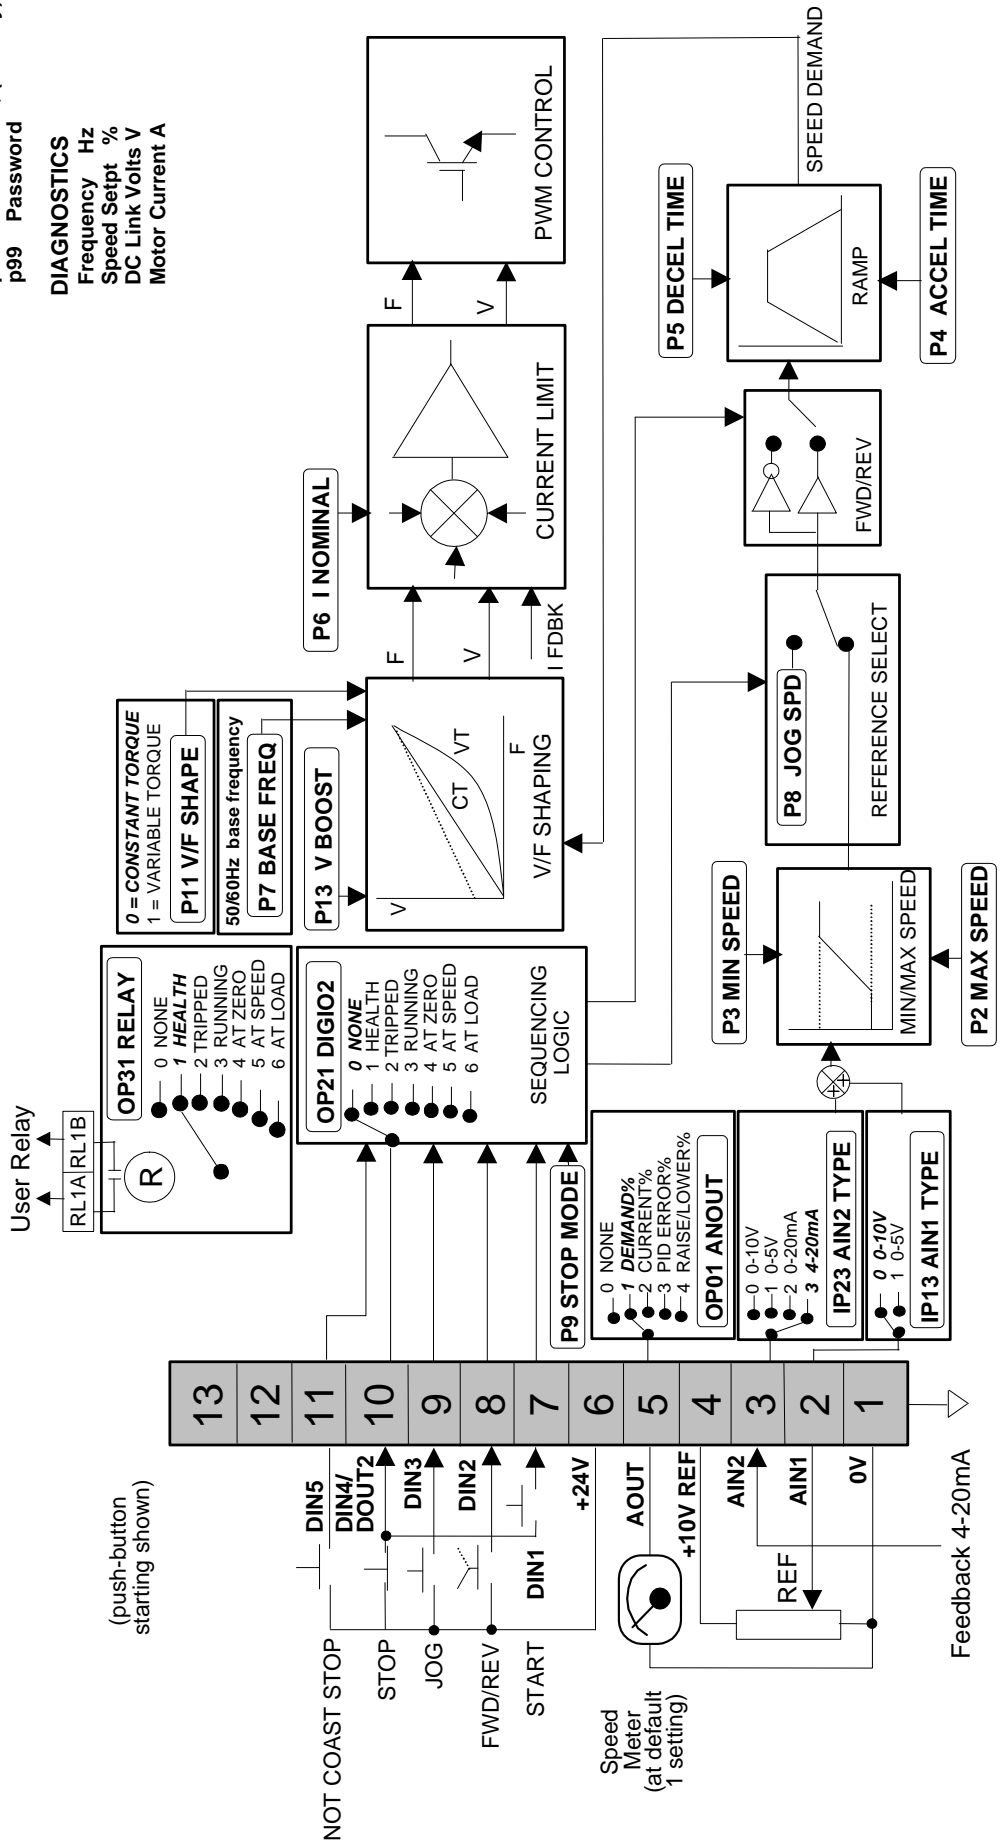 p99 Password
DIAGNOSTICS
Frequency Hz
Speed Setpt %
DC Link Volts V
Motor Current A
PWM CONTROL
F
V
P6 I NOMINAL
CURRENT LIMIT
I FDBK
F
V
0 = CONSTANT TORQUE
1 = VARIABLE TORQUE
P11 V/F SHAPE
50/60Hz base frequency
P7 BASE FREQ
P13 V BOOST
V
CT
VT
F
V/F SHAPING
SPEED DEMAND
P5 DECEL TIME
RAMP
P4 ACCEL TIME
FWD/REV
P8 JOG SPD
REFERENCE SELECT
P3 MIN SPEED
MIN/MAX SPEED
P2 MAX SPEED
User Relay
RL1A RL1B
R
OP31 RELAY
0 NONE
1 HEALTH
2 TRIPPED
3 RUNNING
4 AT ZERO
5 AT SPEED
6 AT LOAD
OP21 DIGIO2
0 NONE
1 HEALTH
2 TRIPPED
3 RUNNING
4 AT ZERO
5 AT SPEED
6 AT LOAD
SEQUENCING
LOGIC
P9 STOP MODE
0 NONE
1 DEMAND%
2 CURRENT%
3 PID ERROR%
4 RAISE/LOWER%
OP01 ANOUT
0 0-10V
1 0-5V
2 0-20mA
3 4-20mA
IP23 AIN2 TYPE
0 0-10V
1 0-5V
IP13 AIN1 TYPE
++
13
12
11
10
9
8
7
6
5
4
3
2
1
(push-button
starting shown)
DIN5
DIN4/
DOUT2
DIN3
DIN2
DIN1
+24V
AOUT
+10V REF
AIN2
AIN1
0V
NOT COAST STOP
STOP
JOG
FWD/REV
START
Speed
Meter
(at default
1 setting)
REF
Feedback 4-20mA